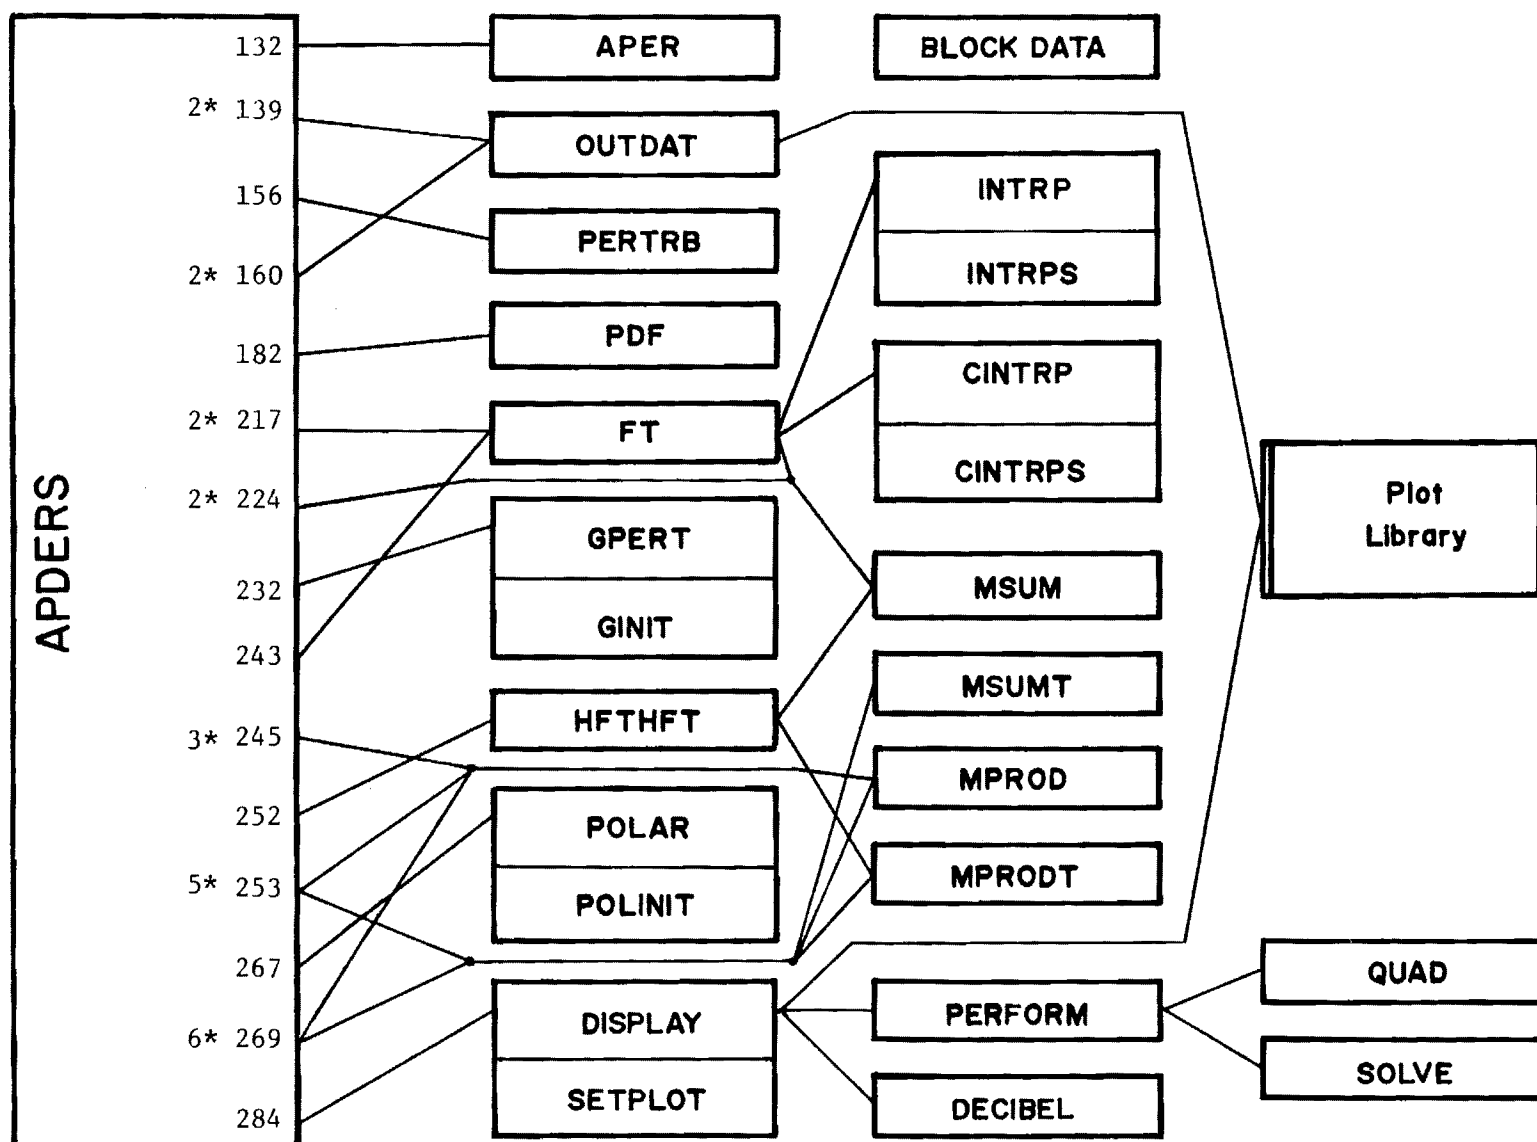 APDERS
132
2* 139
156
2* 160
182
2* 217
2* 224
232
243
3* 245
252
5* 253
267
6* 269
284
APER
OUTDAT
PERTRB
PDF
FT
GPERT
GINIT
HFTHFT
POLAR
POLINIT
DISPLAY
SETPLOT
BLOCK DATA
INTRP
INTRPS
CINTRP
CINTRPS
MSUM
MSUMT
MPROD
MPRODT
PERFORM
DECIBEL
Plot
Library
QUAD
SOLVE